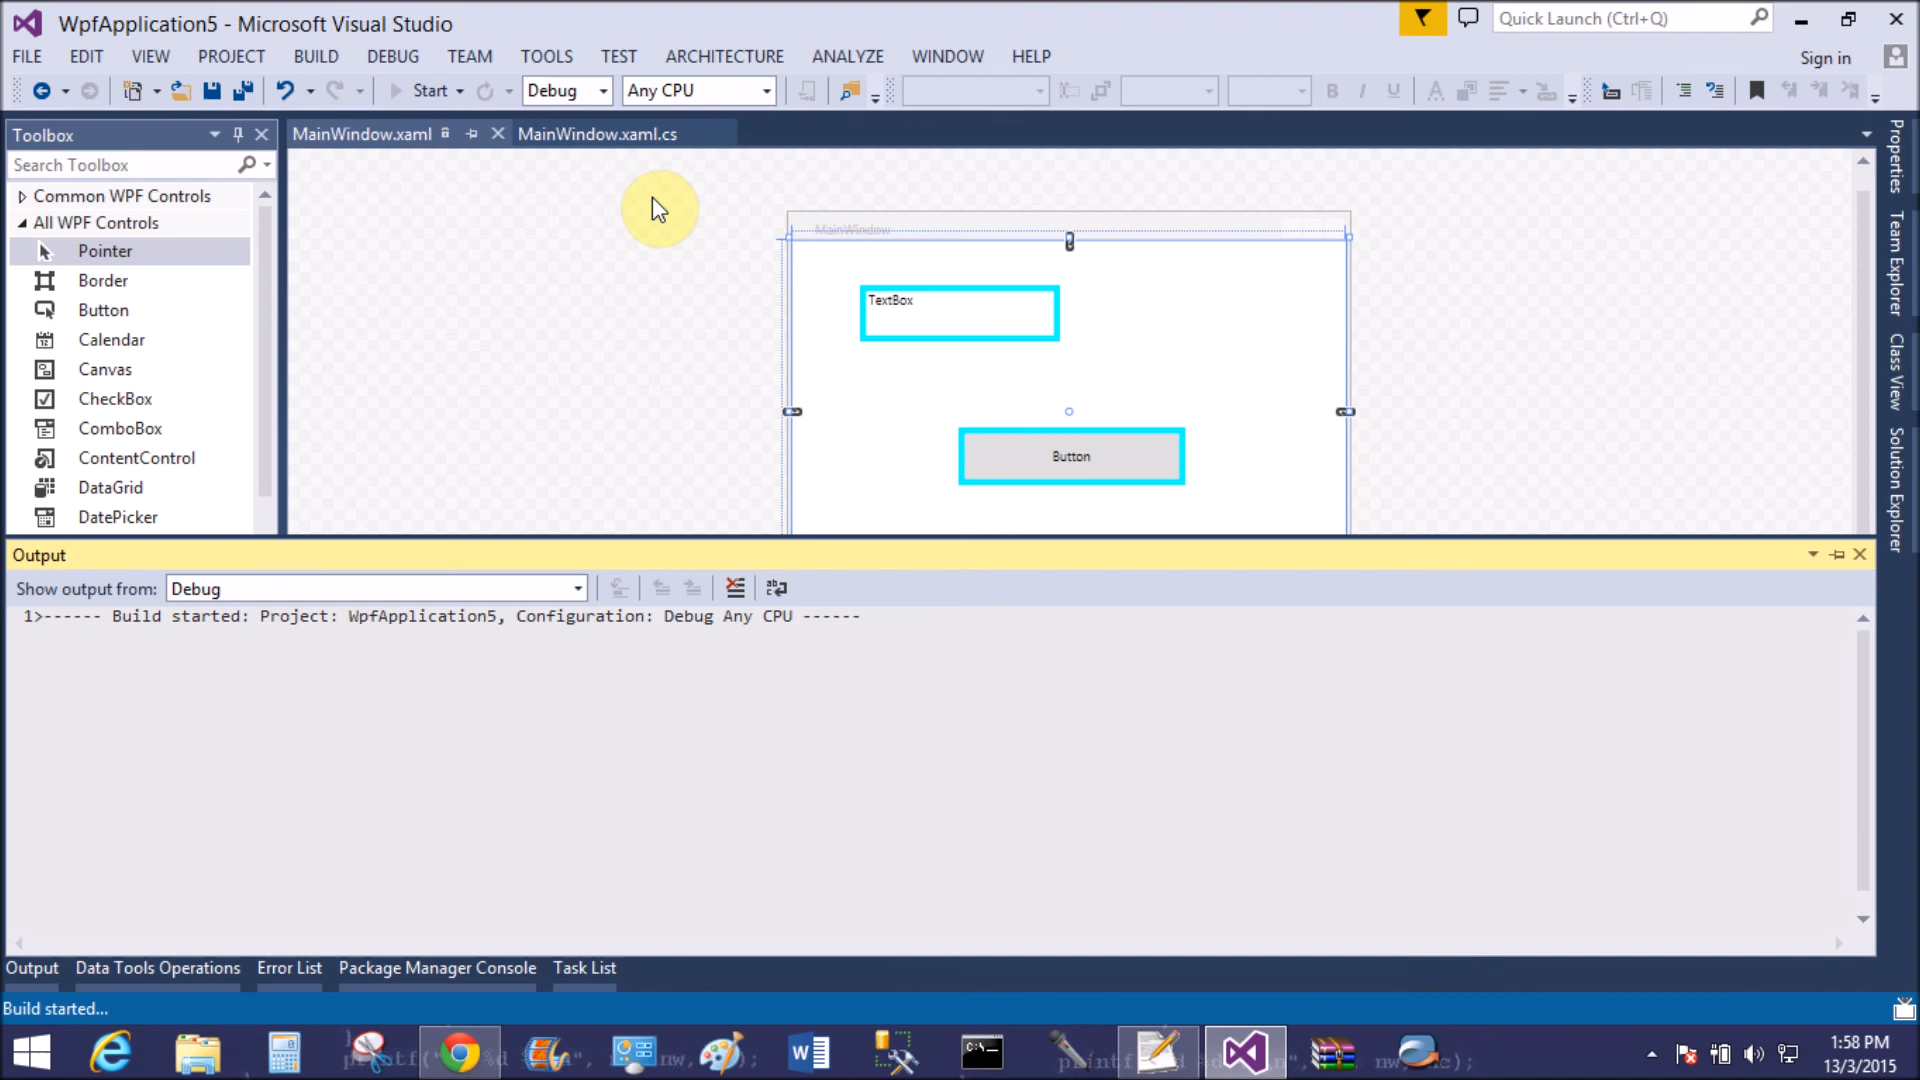 WpfApplication5 - Microsoft Visual Studio
Quick Launch (Ctrl+Q)
FILE EDIT VIEW PROJECT BUILD DEBUG TEAM TOOLS TEST ARCHITECTURE ANALYZE WINDOW HELP
Sign in
Start Debug Any CPU B I U A
Toolbox
Search Toolbox
Common WPF Controls
All WPF Controls
Pointer
Border
Button
Calendar
Canvas
CheckBox
ComboBox
ContentControl
DataGrid
DatePicker
MainWindow.xaml MainWindow.xaml.cs
MainWindow
TextBox
Button
Properties
Team Explorer
Class View
Solution Explorer
Output
Show output from: Debug
1>------ Build started: Project: WpfApplication5, Configuration: Debug Any CPU ------
Output Data Tools Operations Error List Package Manager Console Task List
Build started...
1:58 PM
13/3/2015